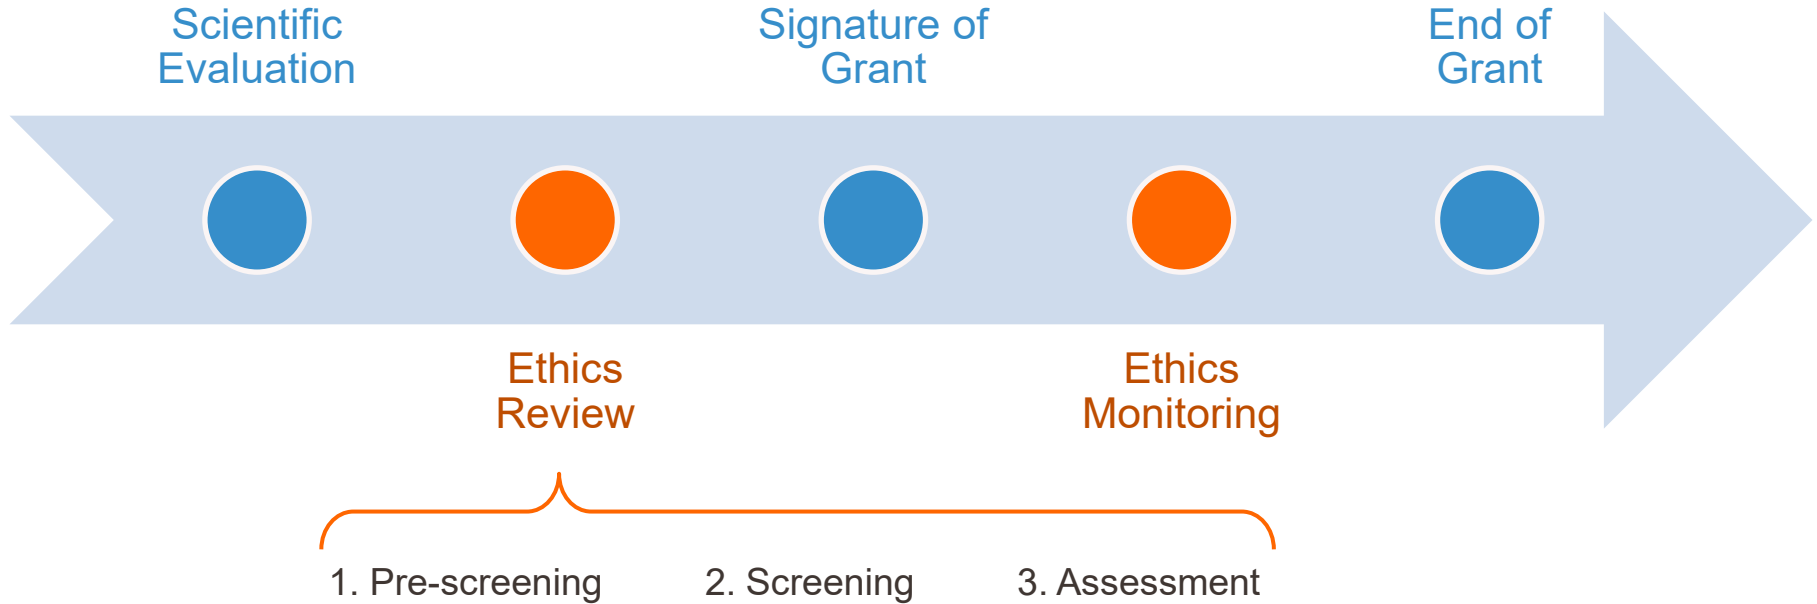 Scientific
Evaluation
Signature of
Grant
End of
Grant
Ethics
Review
Ethics
Monitoring
1. Pre-screening
2. Screening
3. Assessment